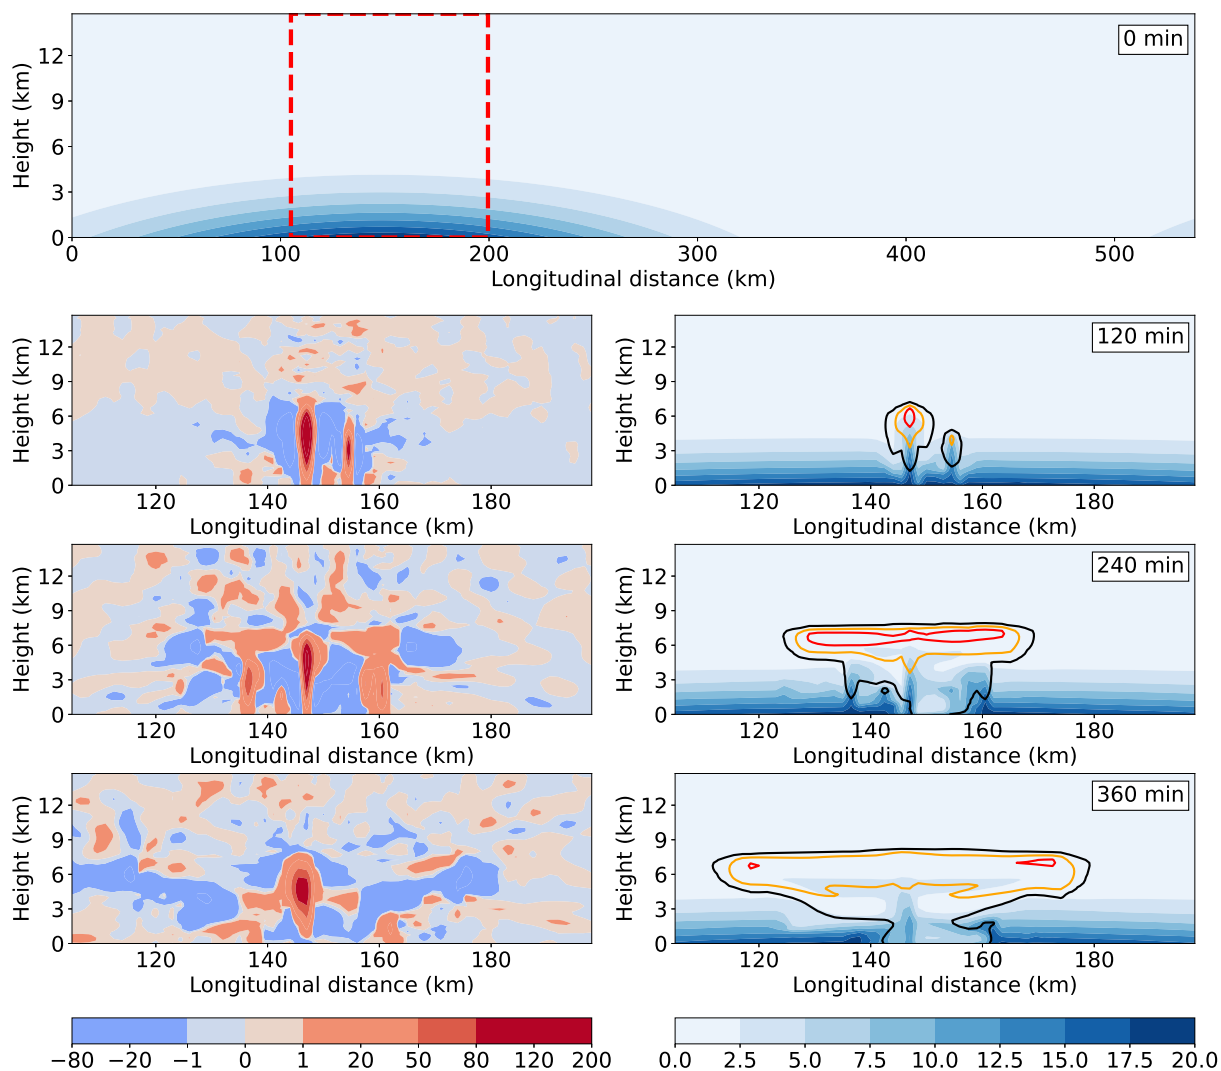 0 min
Height (km)
12
9
6
3
0
0 100 200 300 400 500
Longitudinal distance (km)
120 min
Height (km)
12
9
6
3
0
120 140 160 180
Longitudinal distance (km)
Height (km)
12
9
6
3
0
120 140 160 180
Longitudinal distance (km)
240 min
Height (km)
12
9
6
3
0
120 140 160 180
Longitudinal distance (km)
Height (km)
12
9
6
3
0
120 140 160 180
Longitudinal distance (km)
360 min
Height (km)
12
9
6
3
0
120 140 160 180
Longitudinal distance (km)
Height (km)
12
9
6
3
0
120 140 160 180
Longitudinal distance (km)
−80 −20 −1 0 1 20 50 80 120 200
0.0 2.5 5.0 7.5 10.0 12.5 15.0 17.5 20.0